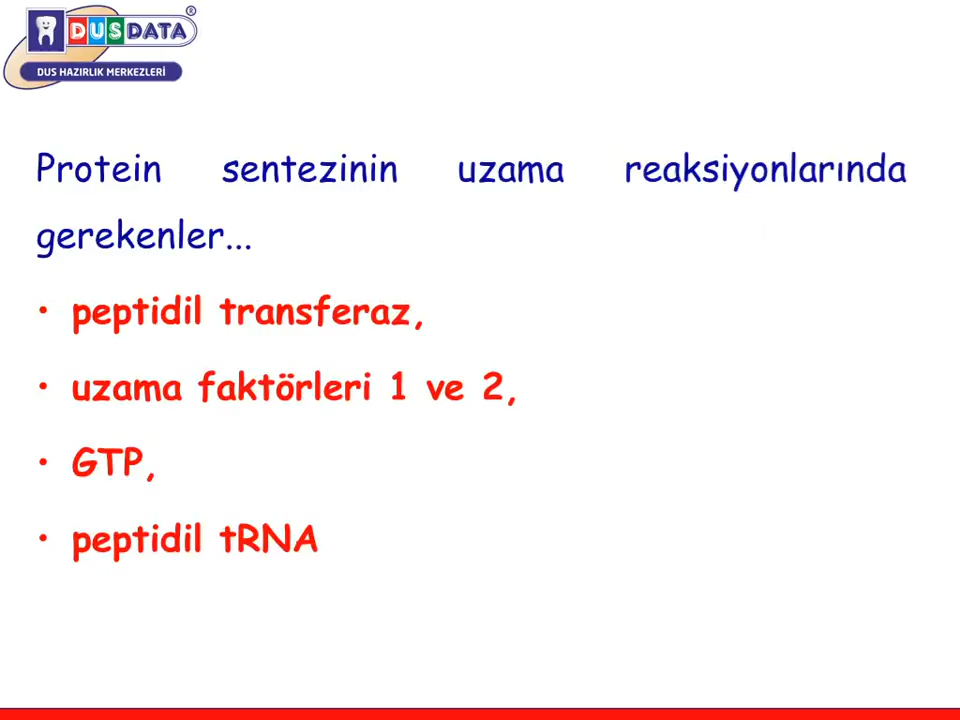 DUSDATA®
DUS HAZIRLIK MERKEZLERİ
Protein sentezinin uzama reaksiyonlarında
gerekenler...
• peptidil transferaz,
• uzama faktörleri 1 ve 2,
• GTP,
• peptidil tRNA